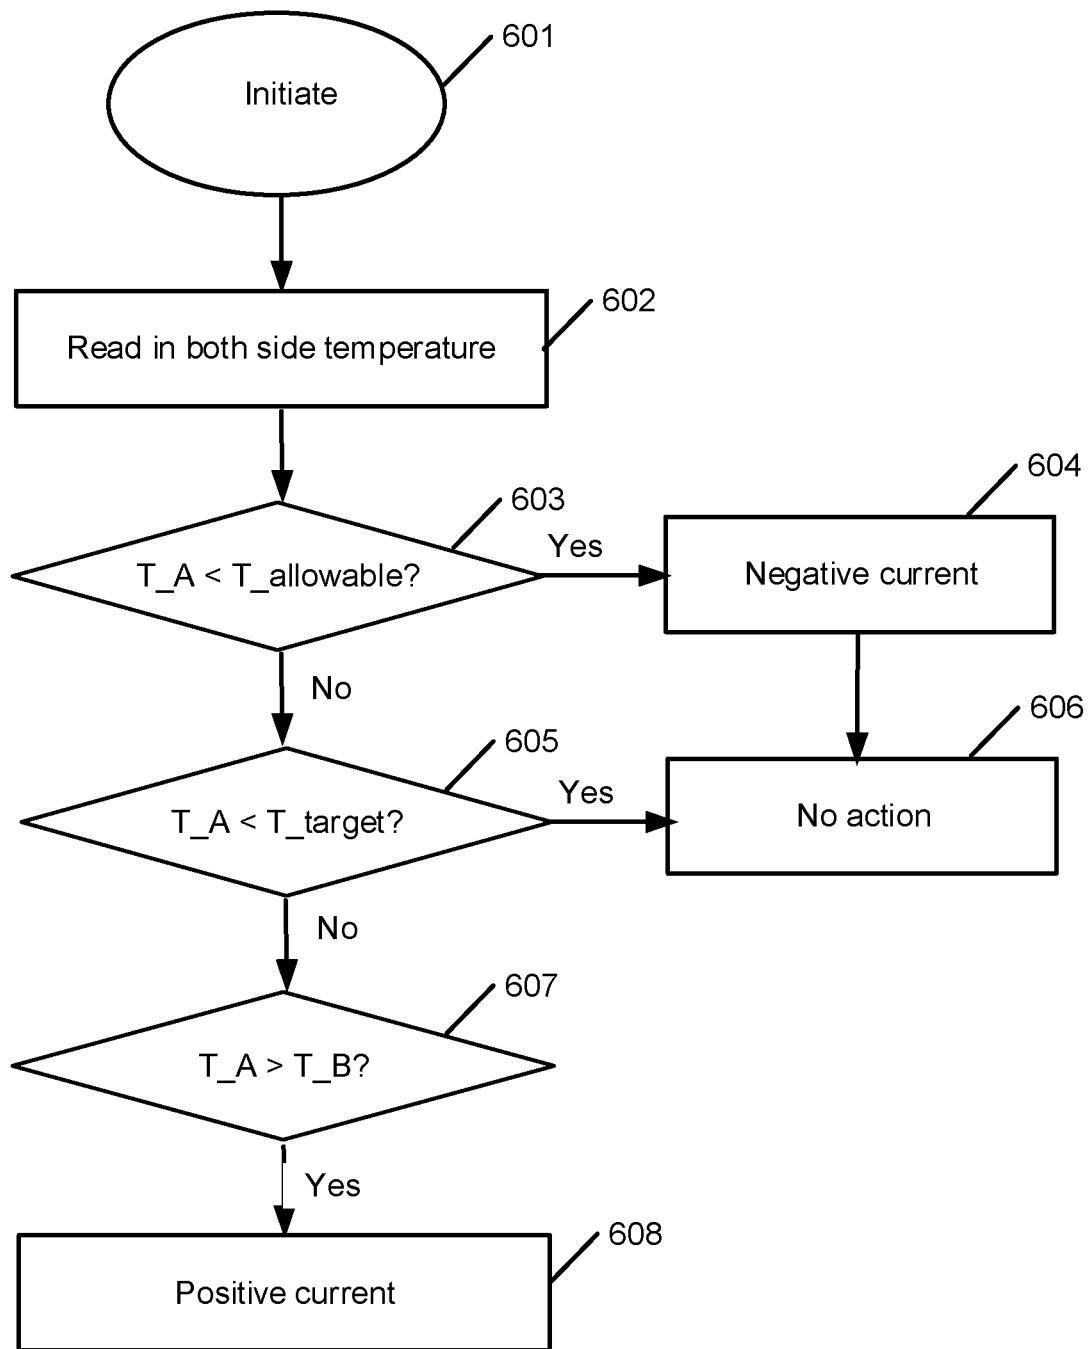 601
Initiate
602
Read in both side temperature
603
T_A < T_allowable?
Yes
604
Negative current
No
605
T_A < T_target?
Yes
606
No action
No
607
T_A > T_B?
Yes
608
Positive current